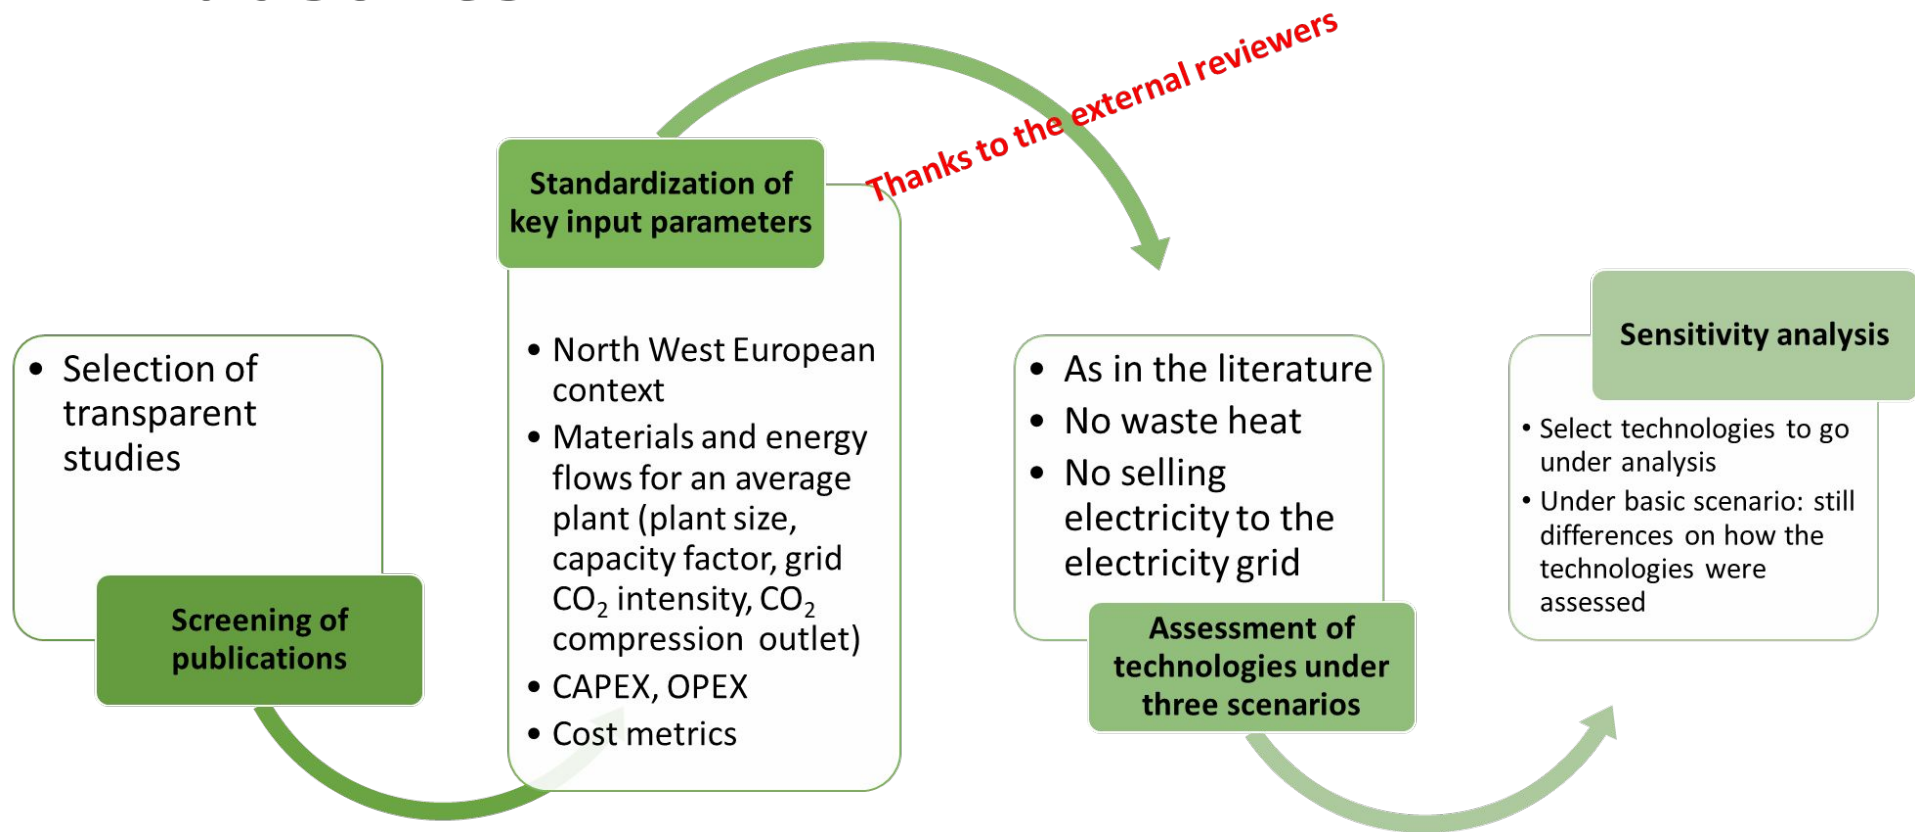 Thanks to the external reviewers
• Selection of
transparent
studies
Screening of
publications
Standardization of
key input parameters
• North West European
context
• Materials and energy
flows for an average
plant (plant size,
capacity factor, grid
CO₂ intensity, CO₂
compression outlet)
• CAPEX, OPEX
• Cost metrics
• As in the literature
• No waste heat
• No selling
electricity to the
electricity grid
Assessment of
technologies under
three scenarios
Sensitivity analysis
• Select technologies to go
under analysis
• Under basic scenario: still
differences on how the
technologies were
assessed